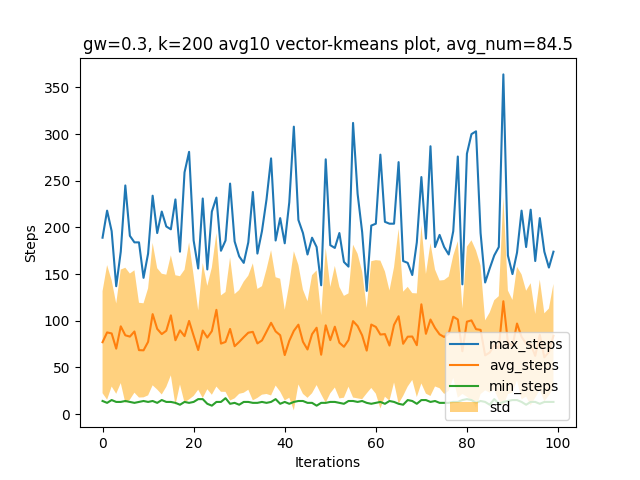 gw=0.3, k=200 avg10 vector-kmeans plot, avg_num=84.5
Steps
350
300
250
200
150
100
50
0
max_steps
avg_steps
min_steps
std
0 20 40 60 80 100
Iterations